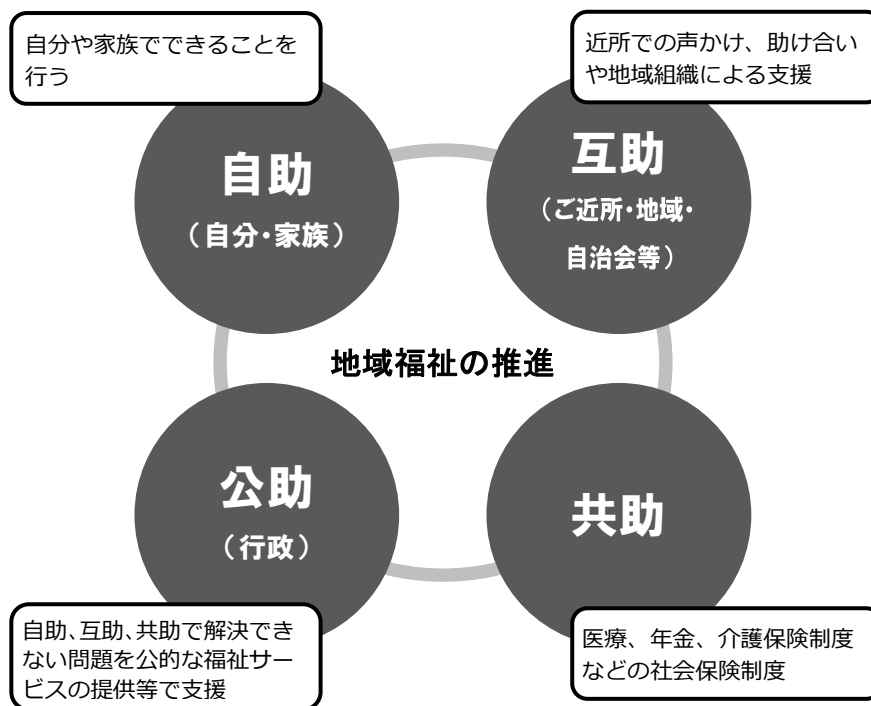 自分や家族でできることを
行う
近所での声かけ、助け合い
や地域組織による支援
自助
（自分・家族）
互助
（ご近所・地域・
自治会等）
地域福祉の推進
公助
（行政）
共助
自助、互助、共助で解決でき
ない問題を公的な福祉サー
ビスの提供等で支援
医療、年金、介護保険制度
などの社会保険制度